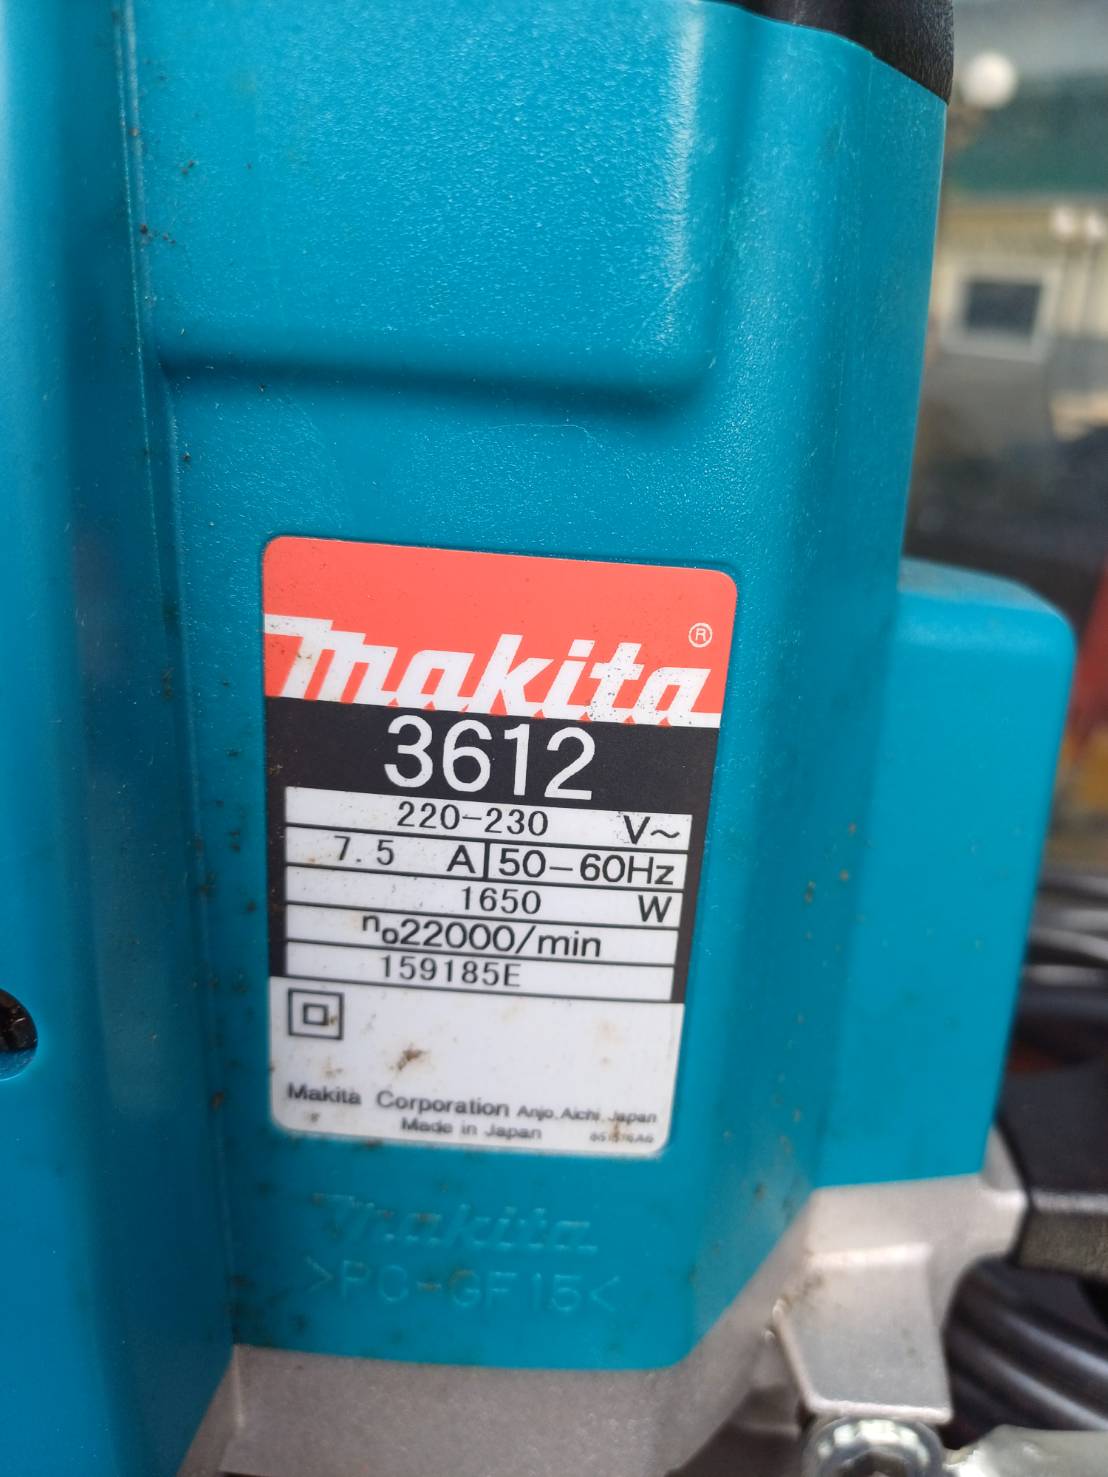 makita®
3612
220-230 V~
7.5 A 50-60Hz
1650 W
n₀22000/min
159185E
Makita Corporation Anjo, Aichi Japan
Made in Japan
makita
>PC-GF15<